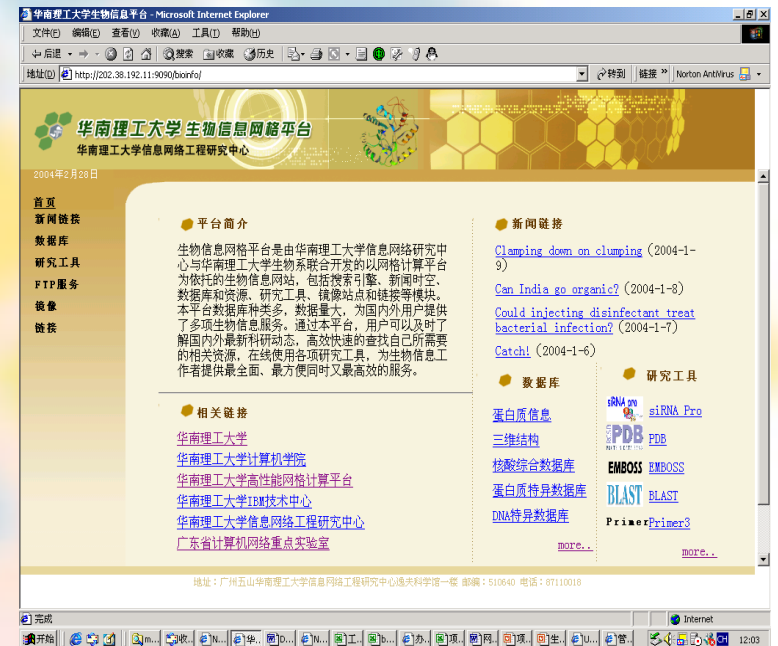 华南理工大学生物信息平台 - Microsoft Internet Explorer
文件(F) 编辑(E) 查看(V) 收藏(A) 工具(T) 帮助(H)
后退 搜索 收藏 历史
地址(D) http://202.38.192.11:9090/bioinfo/ 转到 链接 » Norton AntiVirus
华南理工大学 生物信息网格平台
华南理工大学信息网络工程研究中心
2004年2月28日
首页
新闻链接
数据库
研究工具
FTP服务
镜像
链接
平台简介
生物信息网格平台是由华南理工大学信息网络研究中
心与华南理工大学生物系联合开发的以网格计算平台
为依托的生物信息网站，包括搜索引擎、新闻时空、
数据库和资源、研究工具、镜像站点和链接等模块。
本平台数据库种类多，数据量大，为国内外用户提供
了多项生物信息服务。通过本平台，用户可以及时了
解国内外最新科研动态，高效快速的查找自己所需要
的相关资源，在线使用各项研究工具，为生物信息工
作者提供最全面、最方便同时又最高效的服务。
相关链接
华南理工大学
华南理工大学计算机学院
华南理工大学高性能网格计算平台
华南理工大学IBM技术中心
华南理工大学信息网络工程研究中心
广东省计算机网络重点实验室
新闻链接
Clamping down on clumping (2004-1-
9)
Can India go organic? (2004-1-8)
Could injecting disinfectant treat
bacterial infection? (2004-1-7)
Catch! (2004-1-6)
数据库
蛋白质信息
三维结构
核酸综合数据库
蛋白质特异数据库
DNA特异数据库
more..
研究工具
siRNA pro siRNA Pro
PDB PDB
EMBOSS EMBOSS
BLAST BLAST
Primer Primer3
more..
地址：广州五山华南理工大学信息网络工程研究中心逸夫科学馆一楼 邮编：510640 电话：87110018
完成 Internet
开始 m... 收.. N... 华.. D... N... 工.. b... 办.. 项.. 网.. 项.. 生.. U... 管.. CH 12:03